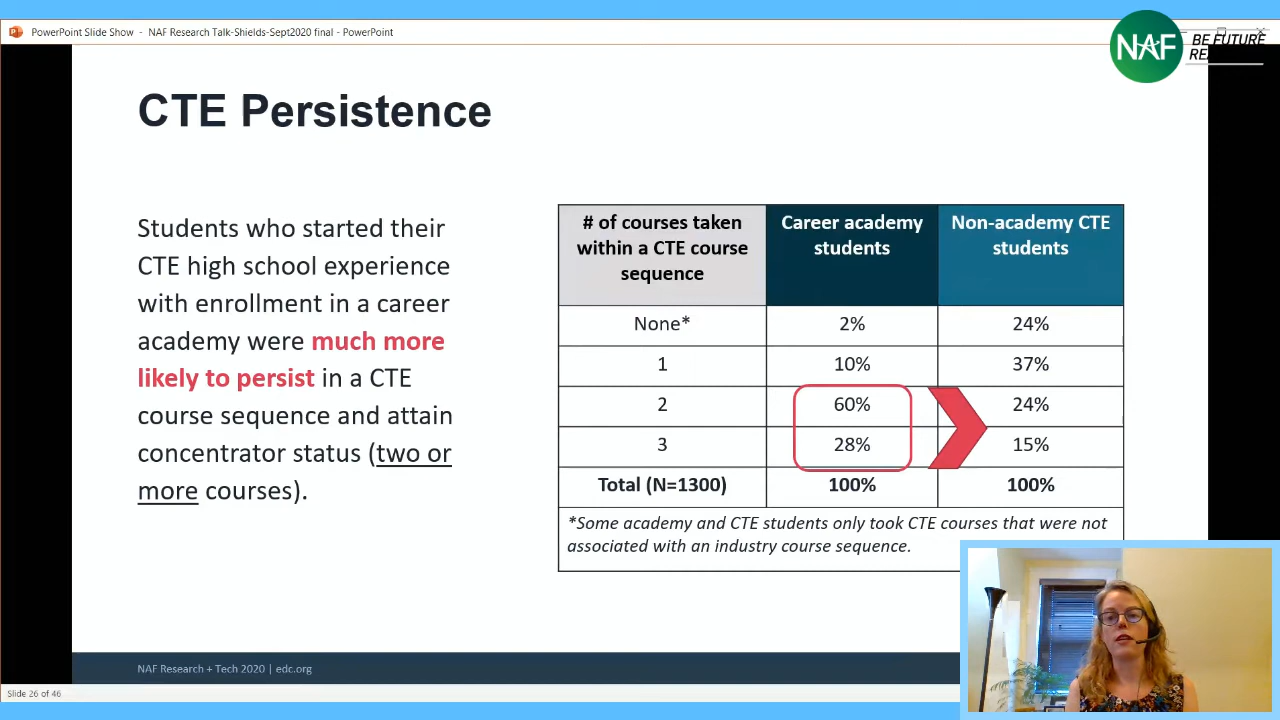 PowerPoint Slide Show - NAF Research Talk-Shields-Sept2020 final - PowerPoint
NAF
BE FUTURE
CTE Persistence
Students who started their
CTE high school experience
with enrollment in a career
academy were much more
likely to persist in a CTE
course sequence and attain
concentrator status (two or
more courses).
# of courses taken within a CTE course sequence
Career academy students
Non-academy CTE students
None* 2% 24%
1 10% 37%
2 60% 24%
3 28% 15%
Total (N=1300) 100% 100%
*Some academy and CTE students only took CTE courses that were not
associated with an industry course sequence.
NAF Research + Tech 2020 | edc.org
Slide 26 of 46